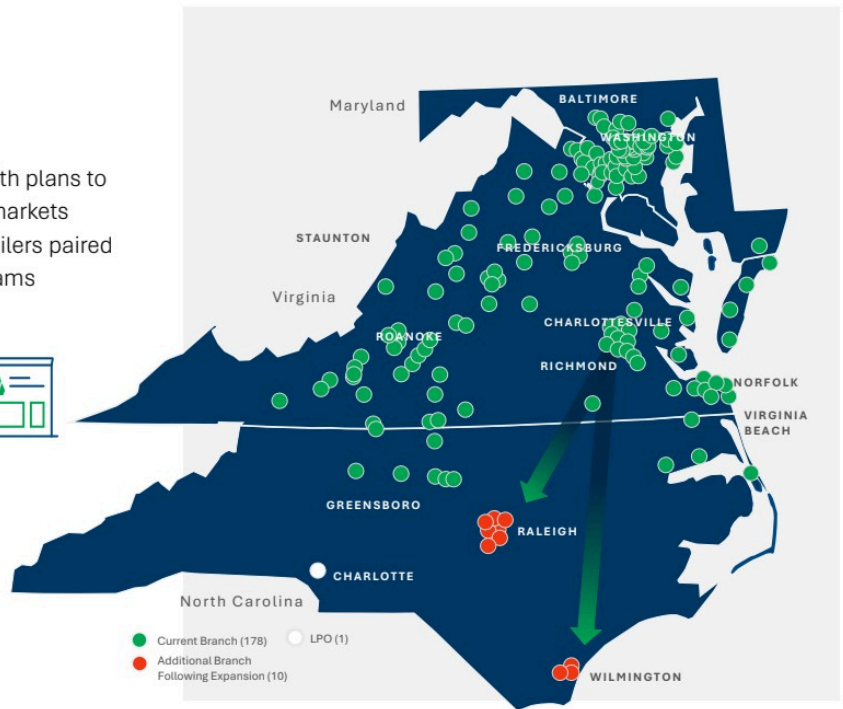 th plans to
markets
ilers paired
ams
Maryland
BALTIMORE
WASHINGTON
STAUNTON
FREDERICKSBURG
Virginia
ROANOKE
CHARLOTTESVILLE
RICHMOND
NORFOLK
VIRGINIA
BEACH
GREENSBORO
RALEIGH
CHARLOTTE
North Carolina
Current Branch (178)
LPO (1)
Additional Branch
Following Expansion (10)
WILMINGTON